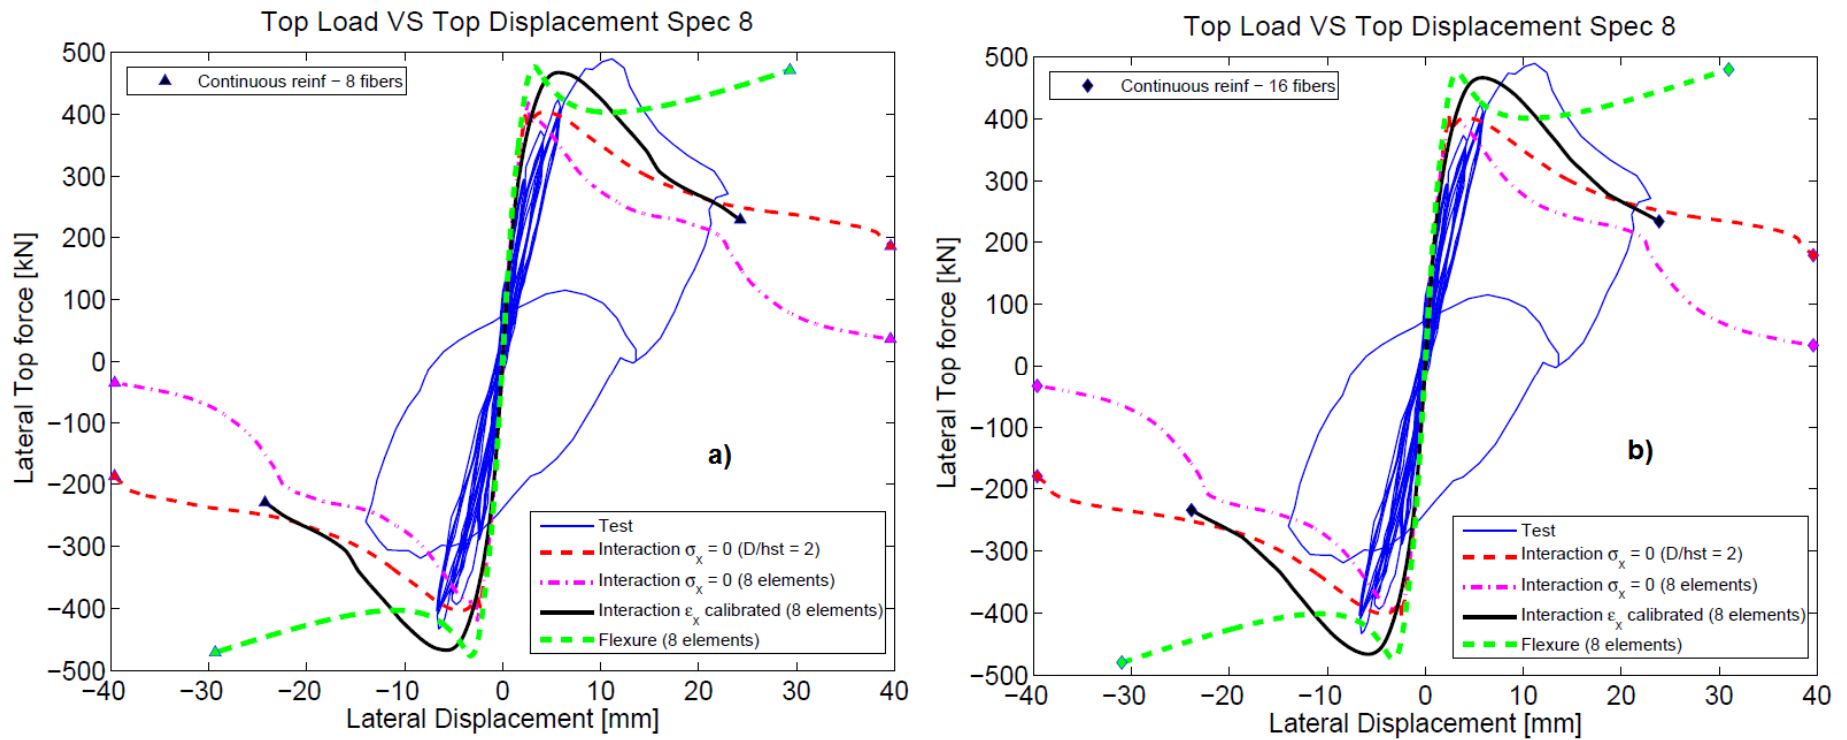 Top Load VS Top Displacement Spec 8
500
400
300
200
100
0
−100
−200
−300
−400
−500
−40
−30
−20
−10
0
10
20
30
40
Lateral Top force [kN]
Lateral Displacement [mm]
Continuous reinf − 8 fibers
a)
Test
Interaction σx = 0 (D/hst = 2)
Interaction σx = 0 (8 elements)
Interaction εx calibrated (8 elements)
Flexure (8 elements)
Top Load VS Top Displacement Spec 8
500
400
300
200
100
0
−100
−200
−300
−400
−500
−40
−30
−20
−10
0
10
20
30
40
Lateral Top force [kN]
Lateral Displacement [mm]
Continuous reinf − 16 fibers
b)
Test
Interaction σx = 0 (D/hst = 2)
Interaction σx = 0 (8 elements)
Interaction εx calibrated (8 elements)
Flexure (8 elements)